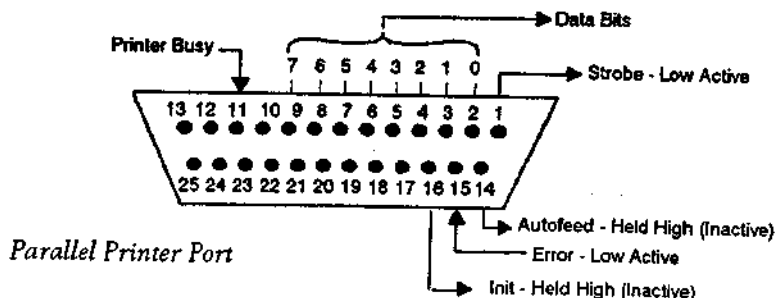 Data Bits
Printer Busy
7 6 5 4 3 2 1 0
Strobe - Low Active
13 12 11 10 9 8 7 6 5 4 3 2 1
25 24 23 22 21 20 19 18 17 16 15 14
Autofeed - Held High (Inactive)
Parallel Printer Port
Error - Low Active
Init - Held High (Inactive)